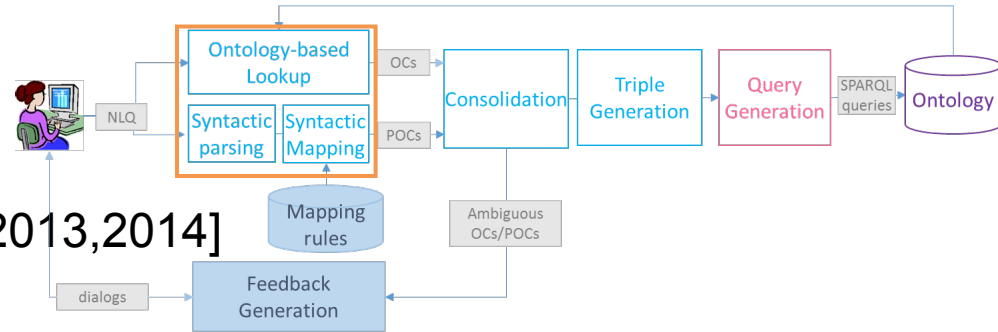 Ontology-based
Lookup
OCs
NLQ
Syntactic
parsing
Syntactic
Mapping
POCs
Consolidation
Triple
Generation
Query
Generation
SPARQL
queries
Ontology
Mapping
rules
Ambiguous
OCs/POCs
2013,2014]
dialogs
Feedback
Generation